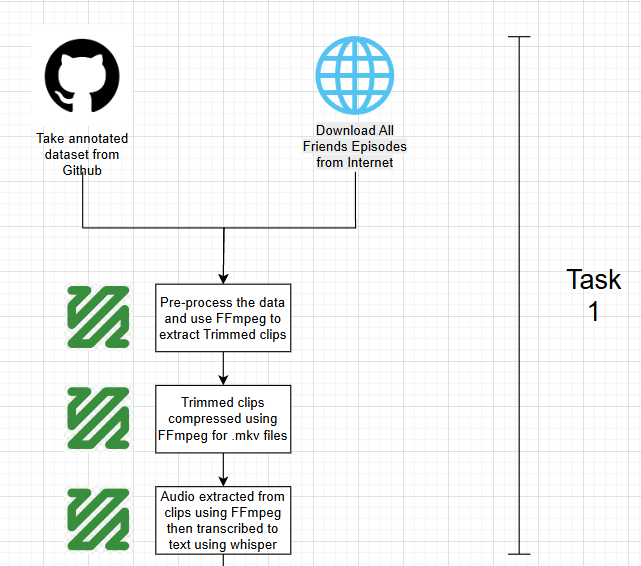 Take annotated
dataset from
Github
Download All
Friends Episodes
from Internet
Pre-process the data
and use FFmpeg to
extract Trimmed clips
Trimmed clips
compressed using
FFmpeg for .mkv files
Audio extracted from
clips using FFmpeg
then transcribed to
text using whisper
Task
1